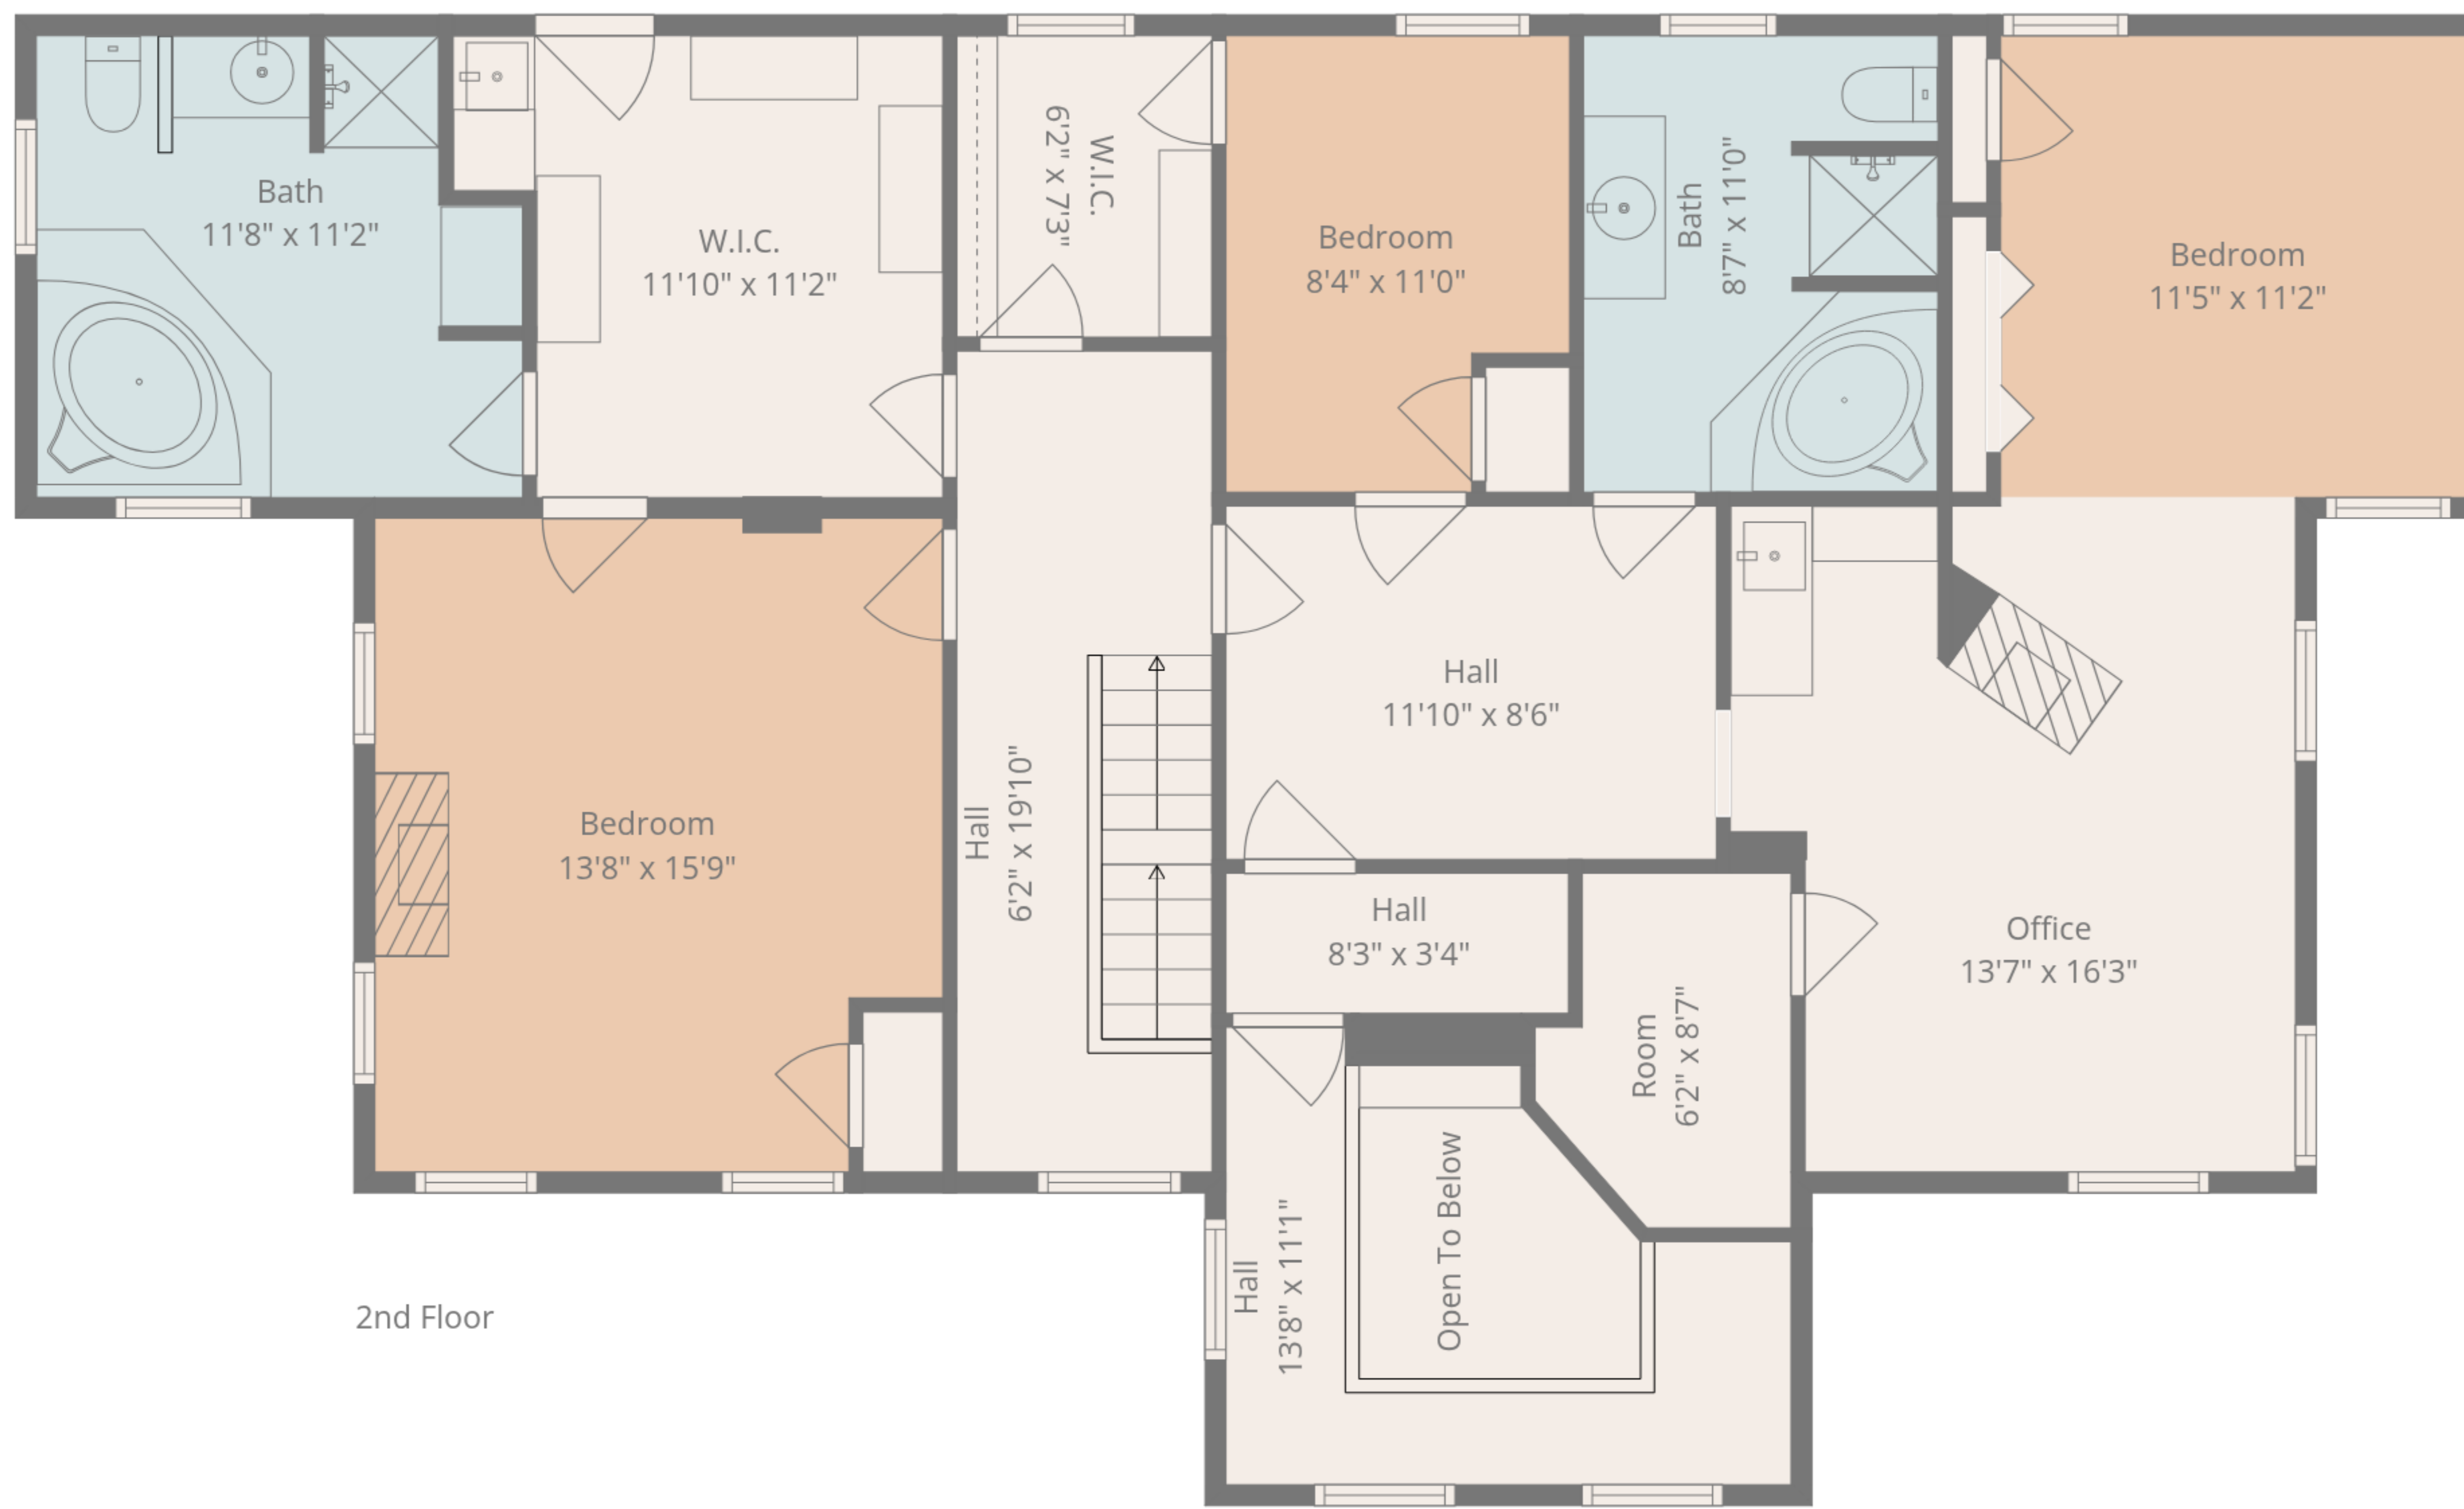 Bath
11'8" x 11'2"
W.I.C.
11'10" x 11'2"
W.I.C.
6'2" x 7'3"
Bedroom
8'4" x 11'0"
Bath
8'7" x 11'0"
Bedroom
11'5" x 11'2"
Bedroom
13'8" x 15'9"
Hall
6'2" x 19'10"
Hall
11'10" x 8'6"
Hall
8'3" x 3'4"
Room
6'2" x 8'7"
Office
13'7" x 16'3"
Hall
13'8" x 11'1"
Open To Below
2nd Floor